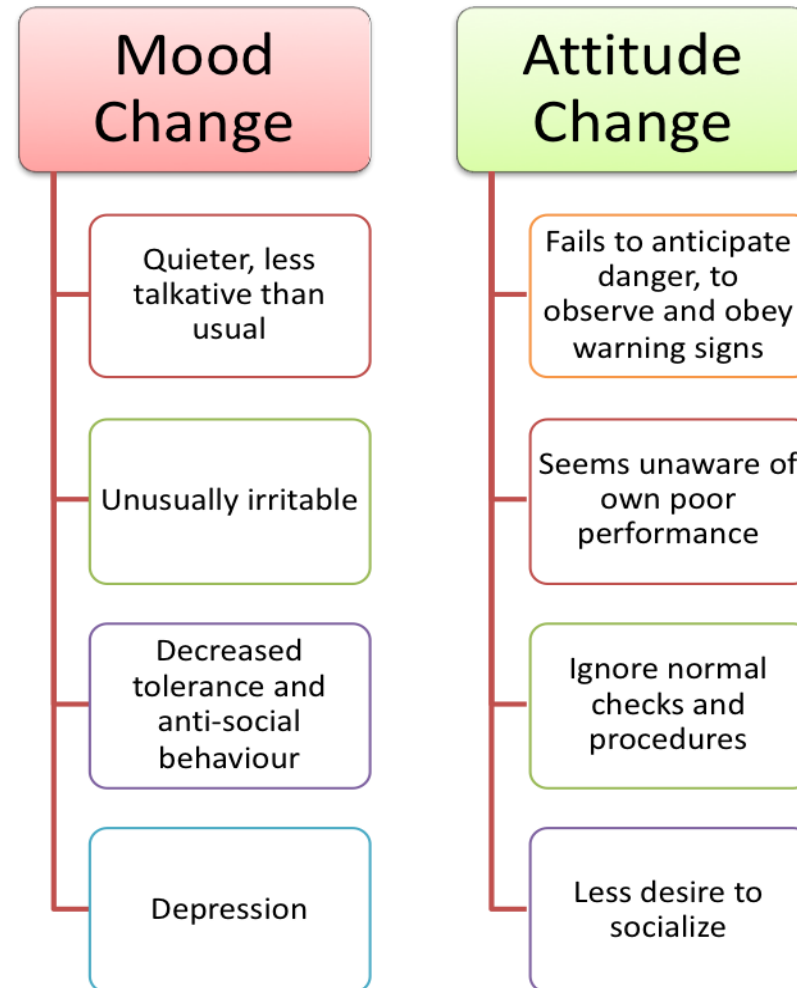 Mood
Change
Quieter, less
talkative than
usual
Unusually irritable
Decreased
tolerance and
anti-social
behaviour
Depression
Attitude
Change
Fails to anticipate
danger, to
observe and obey
warning signs
Seems unaware of
own poor
performance
Ignore normal
checks and
procedures
Less desire to
socialize